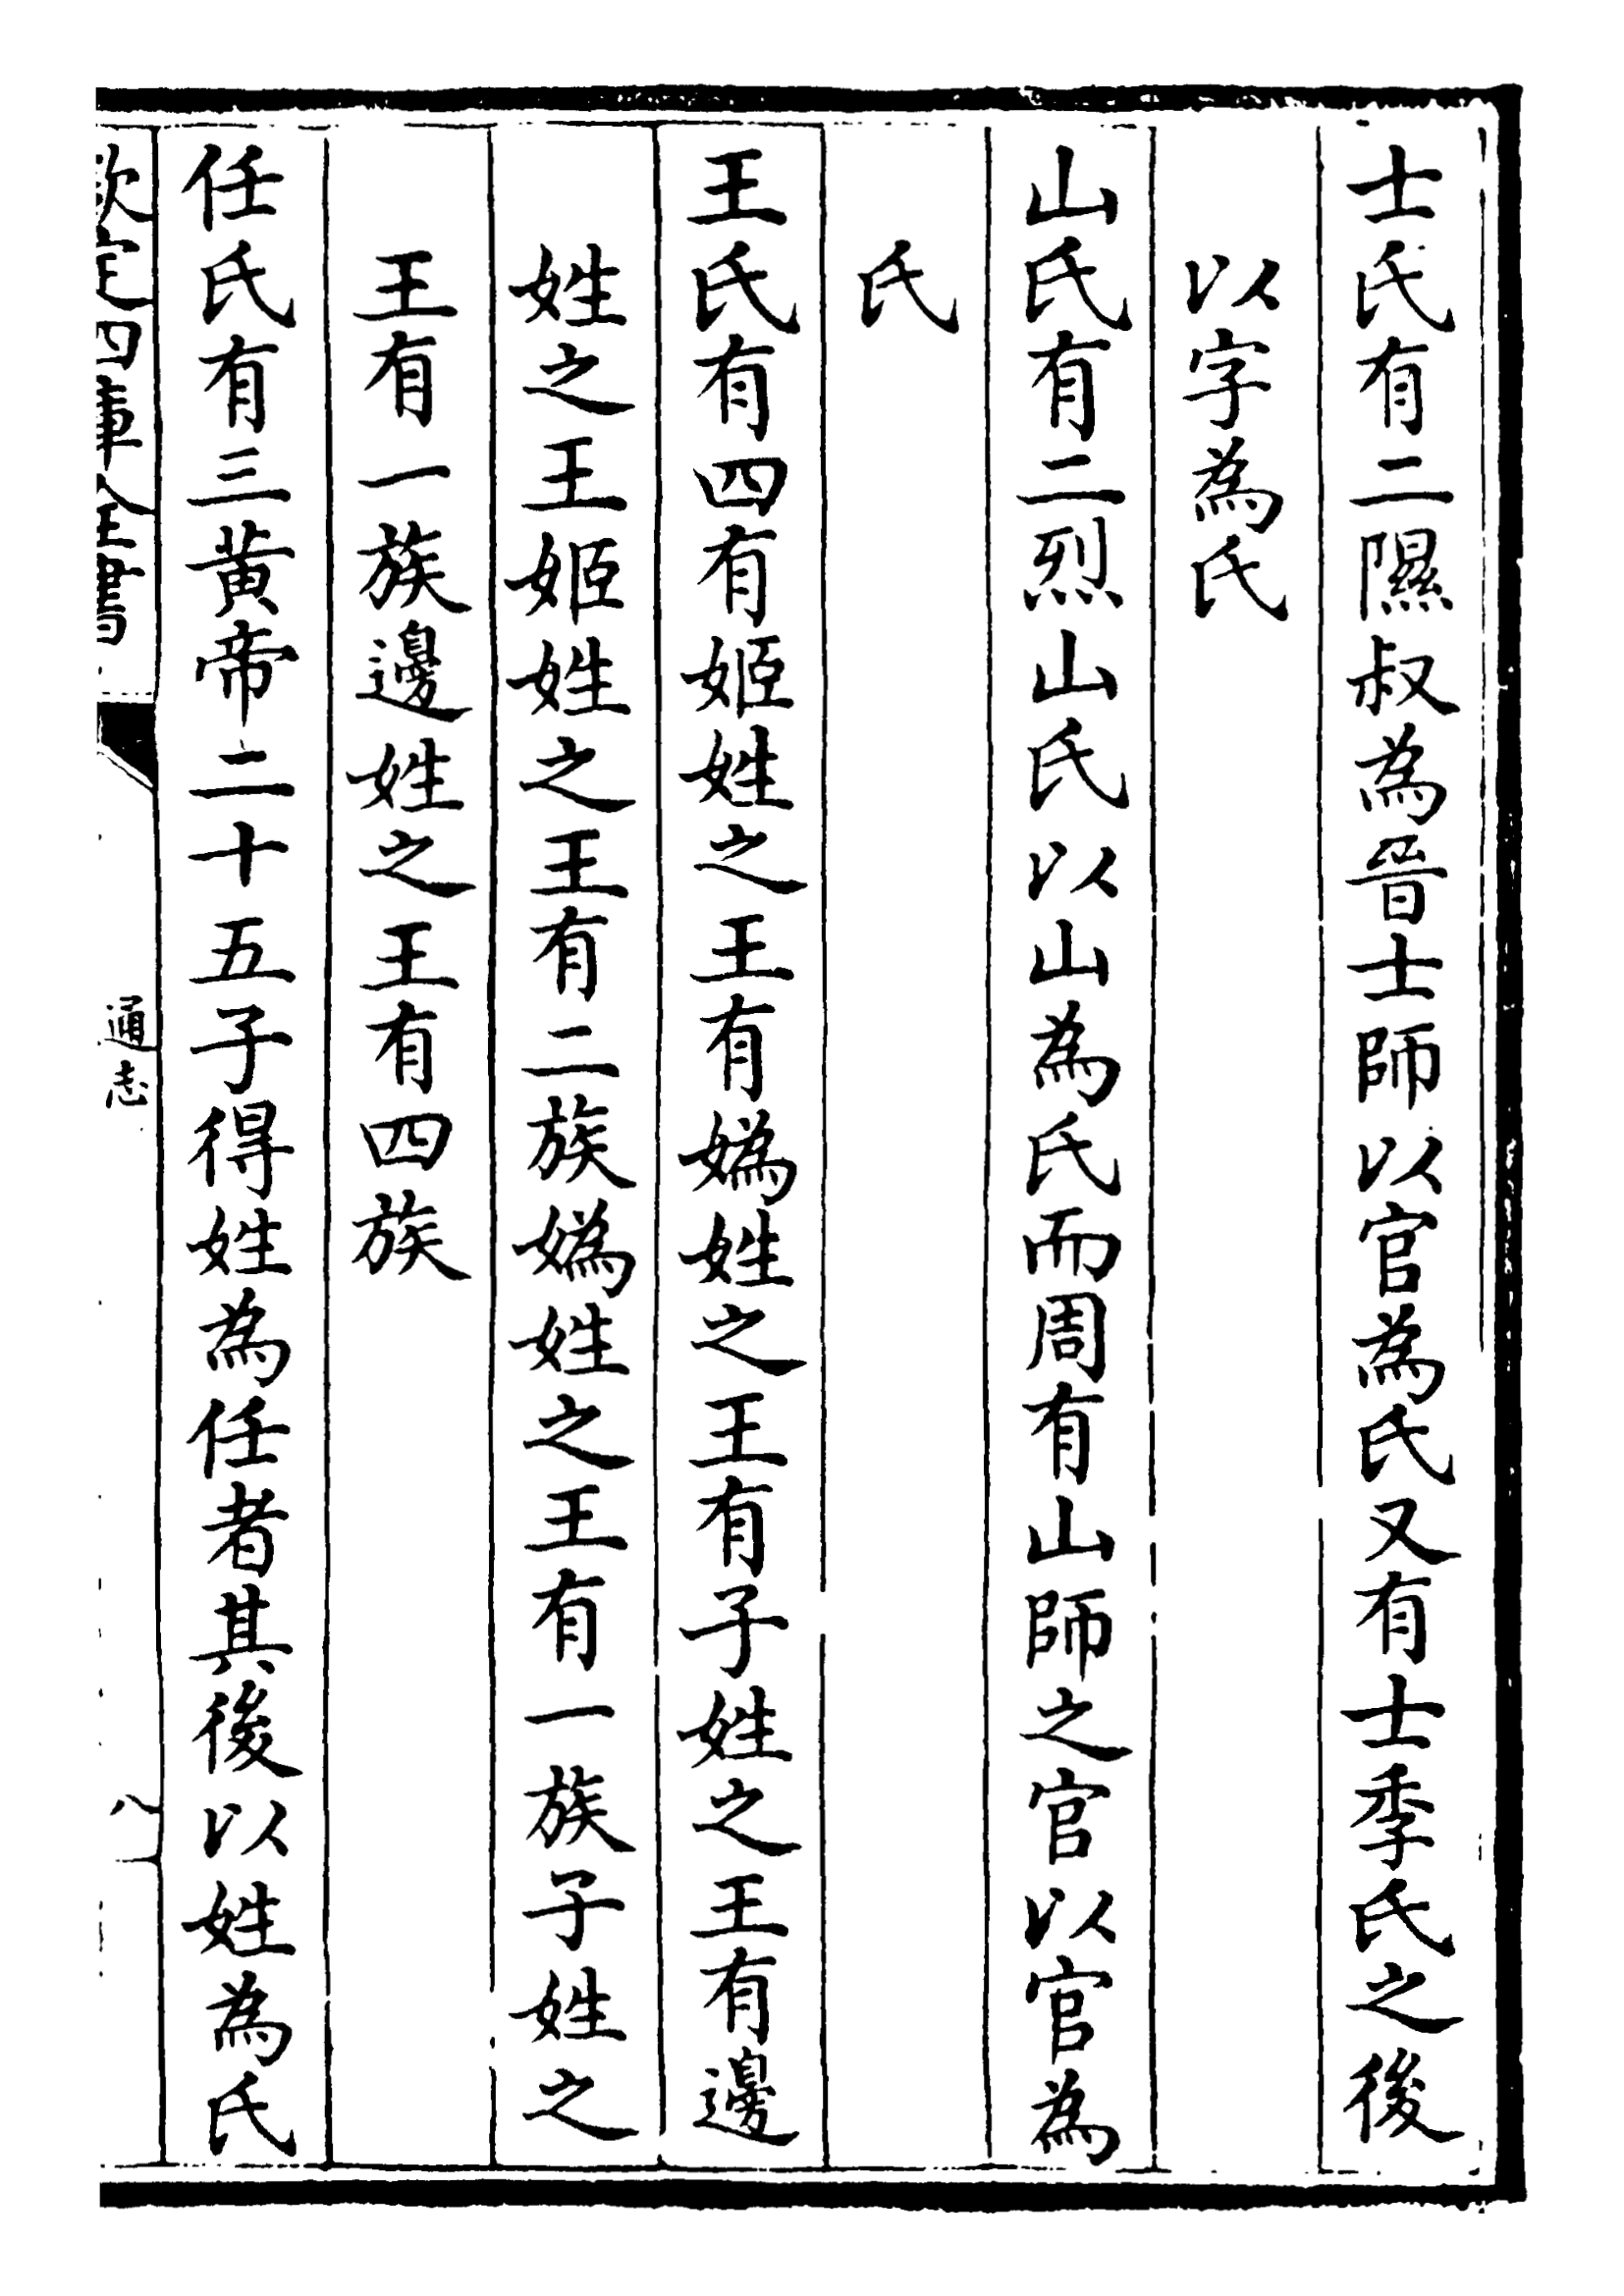 士氏有二隰叔為晉士師以官為氏又有士季氏之後
以字為氏
山氏有二烈山氏以山為氏而周有山師之官以官為
氏
王氏有四有姬姓之王有媯姓之王有子姓之王有邊
姓之王姬姓之王有二族媯姓之王有一族子姓之
王有一族邊姓之王有四族
任氏有三黄帝二十五子得姓為任者其後以姓為氏
欽定四庫全書
通志
八